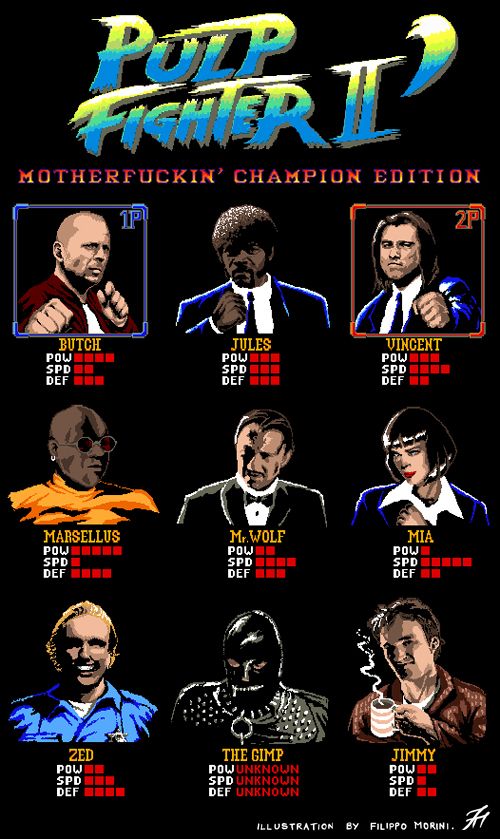 PULP
FIGHTER II'
MOTHERFUCKIN' CHAMPION EDITION
1P
2P
BUTCH
POW
SPD
DEF
JULES
POW
SPD
DEF
VINCENT
POW
SPD
DEF
MARSELLUS
POW
SPD
DEF
Mr. WOLF
POW
SPD
DEF
MIA
POW
SPD
DEF
ZED
POW
SPD
DEF
THE GIMP
POW UNKNOWN
SPD UNKNOWN
DEF UNKNOWN
JIMMY
POW
SPD
DEF
ILLUSTRATION BY FILIPPO MORINI.